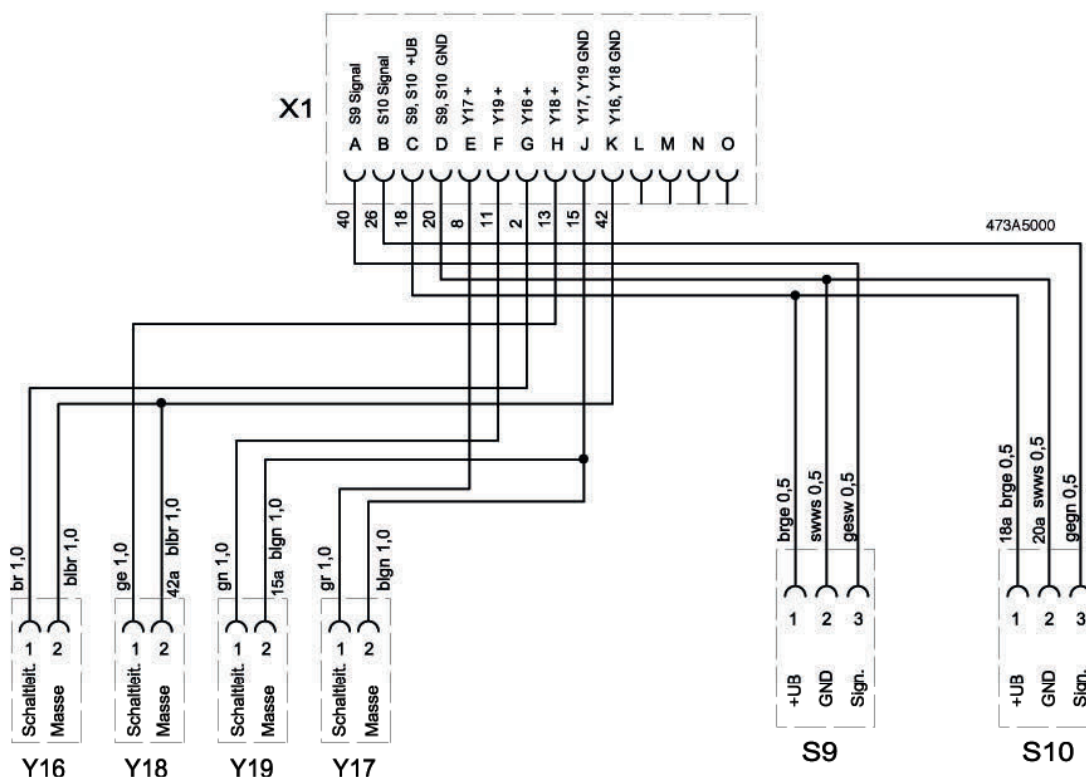 X1
S9 Signal
S10 Signal
S9, S10 +UB
S9, S10 GND
Y17 +
Y19 +
Y16 +
Y18 +
Y17, Y19 GND
Y16, Y18 GND
A B C D E F G H J K L M N O
40 26 18 20 8 11 2 13 15 42
473A5000
br 1,0
blbr 1,0
ge 1,0
42a blbr 1,0
gn 1,0
15a blgn 1,0
gr 1,0
blgn 1,0
brge 0,5
swws 0,5
gesw 0,5
18a brge 0,5
20a swws 0,5
gegn 0,5
1 2 1 2 1 2 1 2 1 2 3 1 2 3
Schaltleit.
Masse
Schaltleit.
Masse
Schaltleit.
Masse
Schaltleit.
Masse
+UB
GND
Sign.
+UB
GND
Sign.
Y16 Y18 Y19 Y17 S9 S10